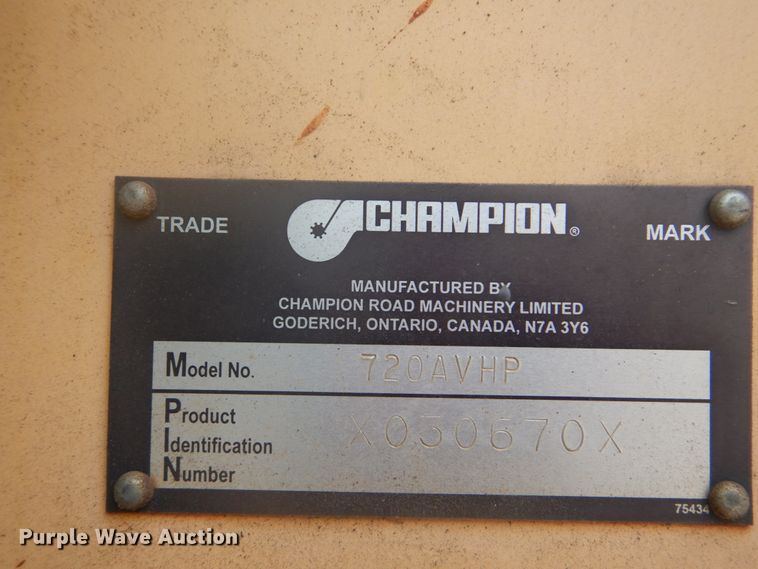 TRADE
CHAMPION®
MARK
MANUFACTURED BY
CHAMPION ROAD MACHINERY LIMITED
GODERICH, ONTARIO, CANADA, N7A 3Y6
Model No. 720AVHP
Product
Identification X030670X
Number
75434
Purple Wave Auction